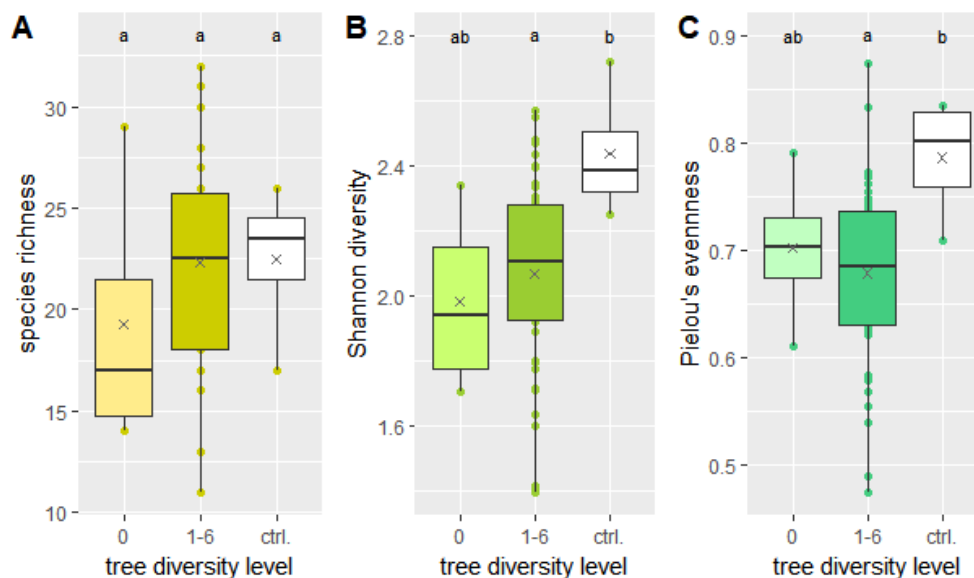 A
a
a
a
species richness
30
25
20
15
10
0
1-6
ctrl.
tree diversity level
B
ab
a
b
Shannon diversity
2.8
2.4
2.0
1.6
0
1-6
ctrl.
tree diversity level
C
ab
a
b
Pielou's evennness
0.9
0.8
0.7
0.6
0.5
0
1-6
ctrl.
tree diversity level